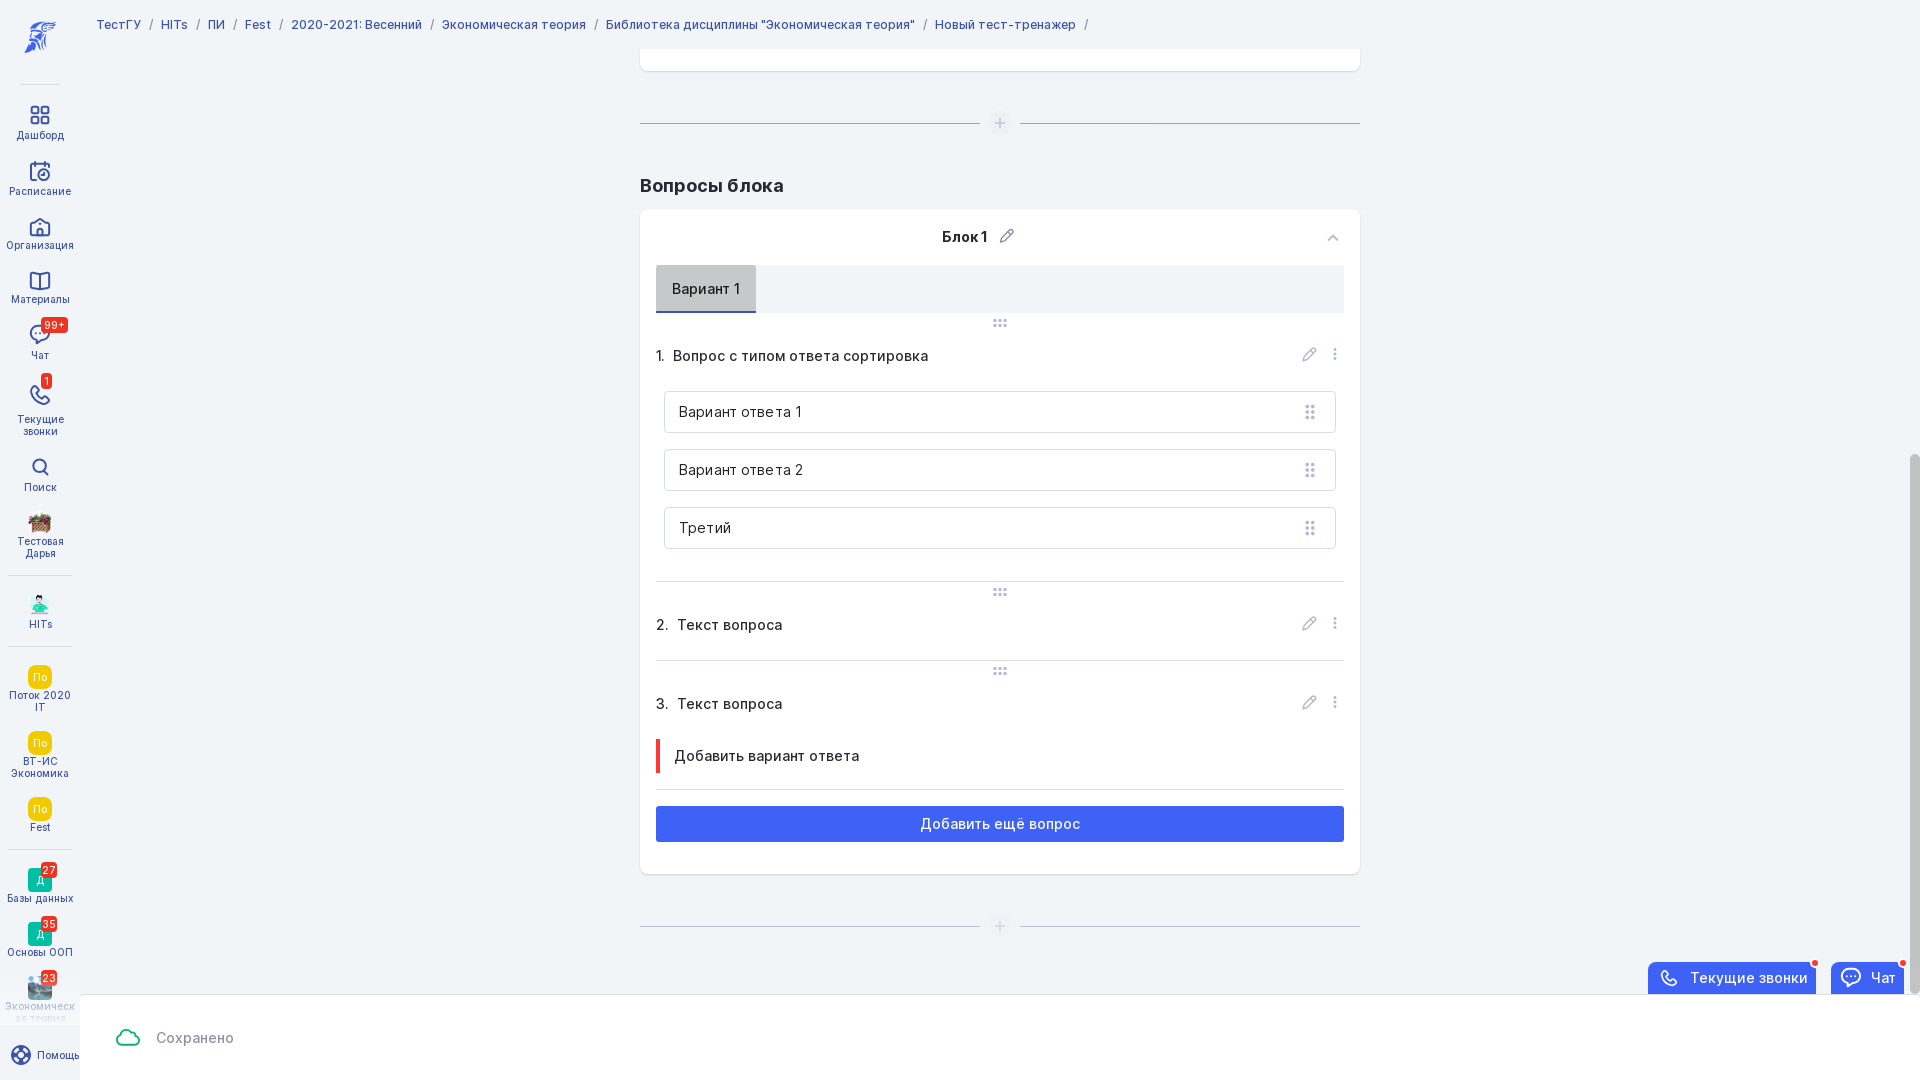 ТестГУ / HITs / ПИ / Fest / 2020-2021: Весенний / Экономическая теория / Библиотека дисциплины "Экономическая теория" / Новый тест-тренажер /
Дашборд
Расписание
Организация
Материалы
99+
Чат
1
Текущие
звонки
Поиск
Тестовая
Дарья
HITs
По
Поток 2020
IT
По
ВТ-ИС
Экономика
По
Fest
Д
27
Базы данных
Д
35
Основы ООП
23
Экономическ
ая теория
Помощь
Вопросы блока
Блок 1
Вариант 1
1. Вопрос с типом ответа сортировка
Вариант ответа 1
Вариант ответа 2
Третий
2. Текст вопроса
3. Текст вопроса
Добавить вариант ответа
Добавить ещё вопрос
Текущие звонки
Чат
Сохранено